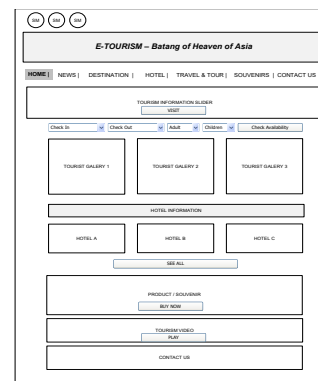 SM SM SM
E-TOURISM – Batang of Heaven of Asia
HOME | NEWS | DESTINATION | HOTEL | TRAVEL & TOUR | SOUVENIRS | CONTACT US
TOURISM INFORMATION SLIDER
VISIT
Check In Check Out Adult Children Check Availability
TOURIST GALERY 1 TOURIST GALERY 2 TOURIST GALERY 3
HOTEL INFORMATION
HOTEL A HOTEL B HOTEL C
SEE ALL
PRODUCT / SOUVENIR
BUY NOW
TOURISM VIDEO
PLAY
CONTACT US